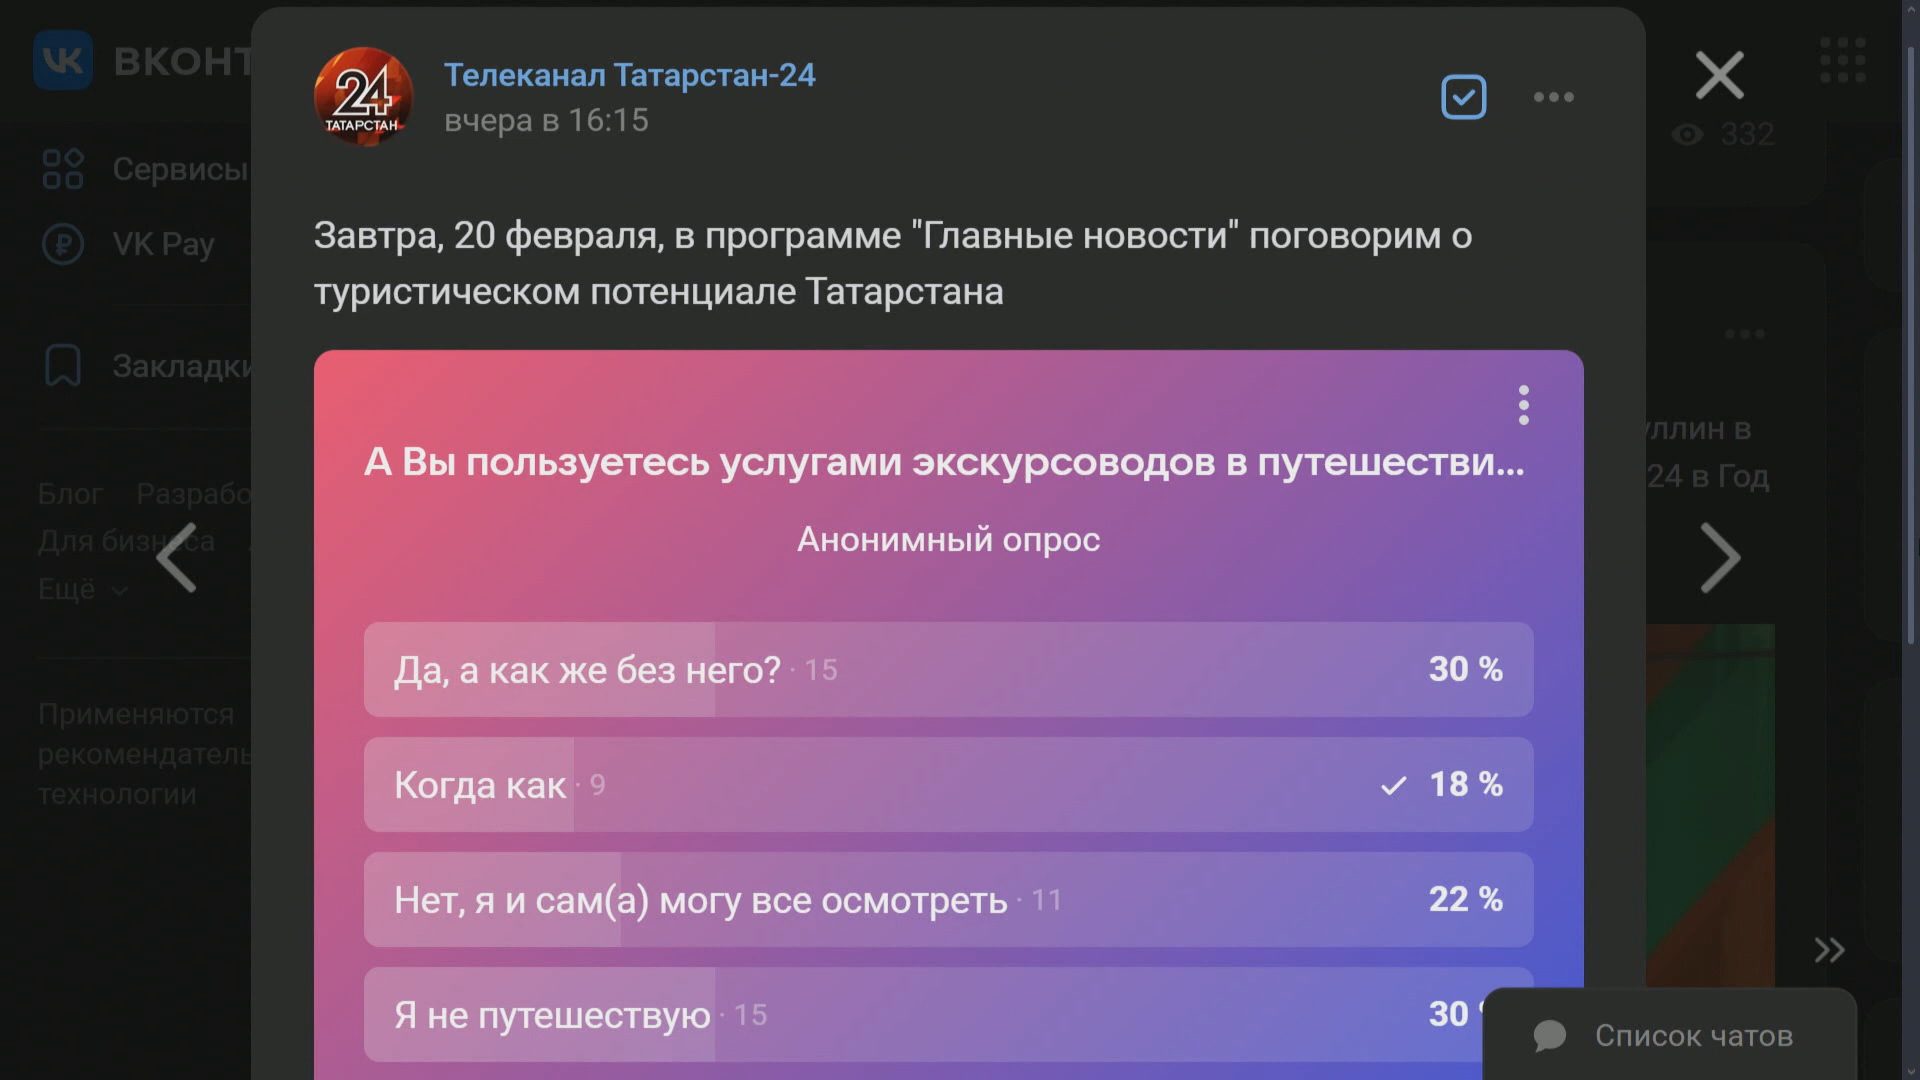 ВКОНТ
Сервисы
VK Pay
Закладки
Блог Разрабо
Для бизнеса
Ещё
Применяются
рекомендатель
технологии
24
ТАТАРСТАН
Телеканал Татарстан-24
вчера в 16:15
332
Завтра, 20 февраля, в программе "Главные новости" поговорим о
туристическом потенциале Татарстана
А Вы пользуетесь услугами экскурсоводов в путешестви...
Анонимный опрос
Да, а как же без него? · 15 30 %
Когда как · 9 18 %
Нет, я и сам(а) могу все осмотреть · 11 22 %
Я не путешествую · 15 30
уллин в
24 в Год
Список чатов